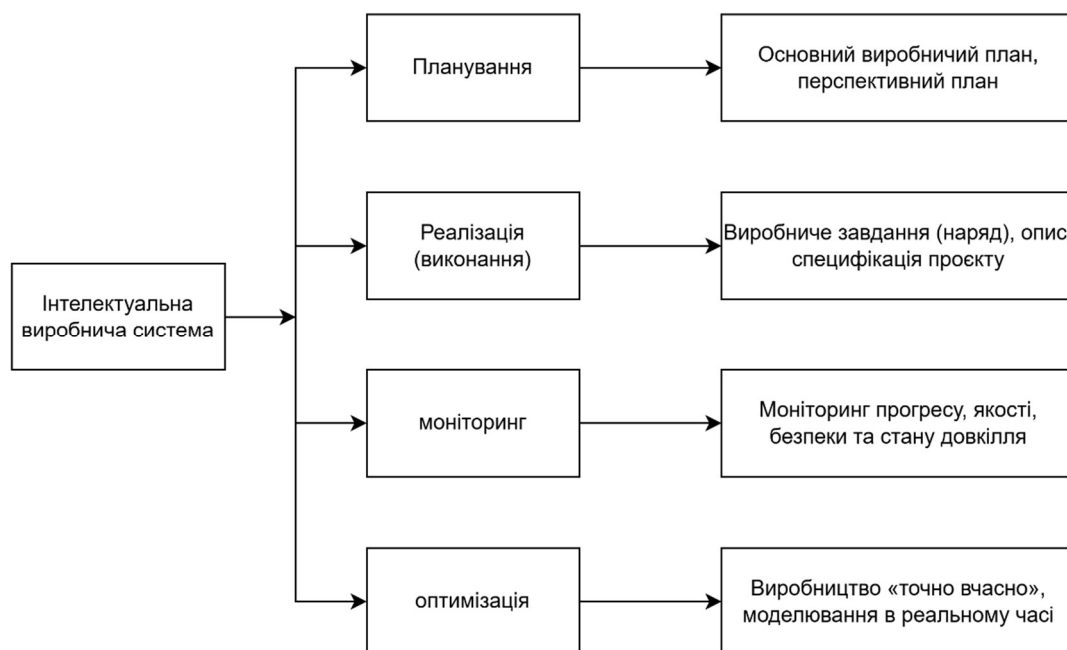 Планування
Основний виробничий план,
перспективний план
Реалізація
(виконання)
Виробниче завдання (наряд), опис
специфікація проєкту
Інтелектуальна
виробнича система
моніторинг
Моніторинг прогресу, якості,
безпеки та стану довкілля
оптимізація
Виробництво «точно вчасно»,
моделювання в реальному часі